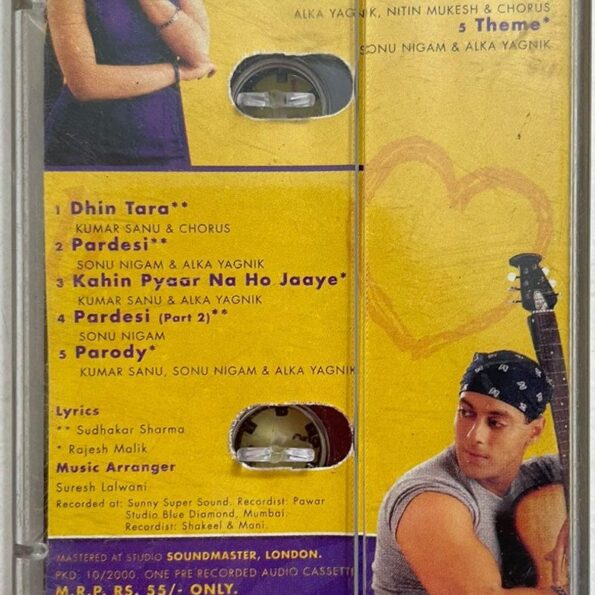 ALKA YAGNIK, NITIN MUKESH & CHORUS
5 Theme*
SONU NIGAM & ALKA YAGNIK
1 Dhin Tara**
KUMAR SANU & CHORUS
2 Pardesi**
SONU NIGAM & ALKA YAGNIK
3 Kahin Pyaar Na Ho Jaaye*
KUMAR SANU & ALKA YAGNIK
4 Pardesi (Part 2)**
SONU NIGAM
5 Parody*
KUMAR SANU, SONU NIGAM & ALKA YAGNIK
Lyrics
** Sudhakar Sharma
* Rajesh Malik
Music Arranger
Suresh Lalwani
Recorded at: Sunny Super Sound. Recordist: Pawar
Studio Blue Diamond, Mumbai.
Recordist: Shakeel & Mani.
MASTERED AT STUDIO SOUNDMASTER, LONDON.
PKD: 10/2000. ONE PRE RECORDED AUDIO CASSETTE
M.R.P. RS. 55/- ONLY.